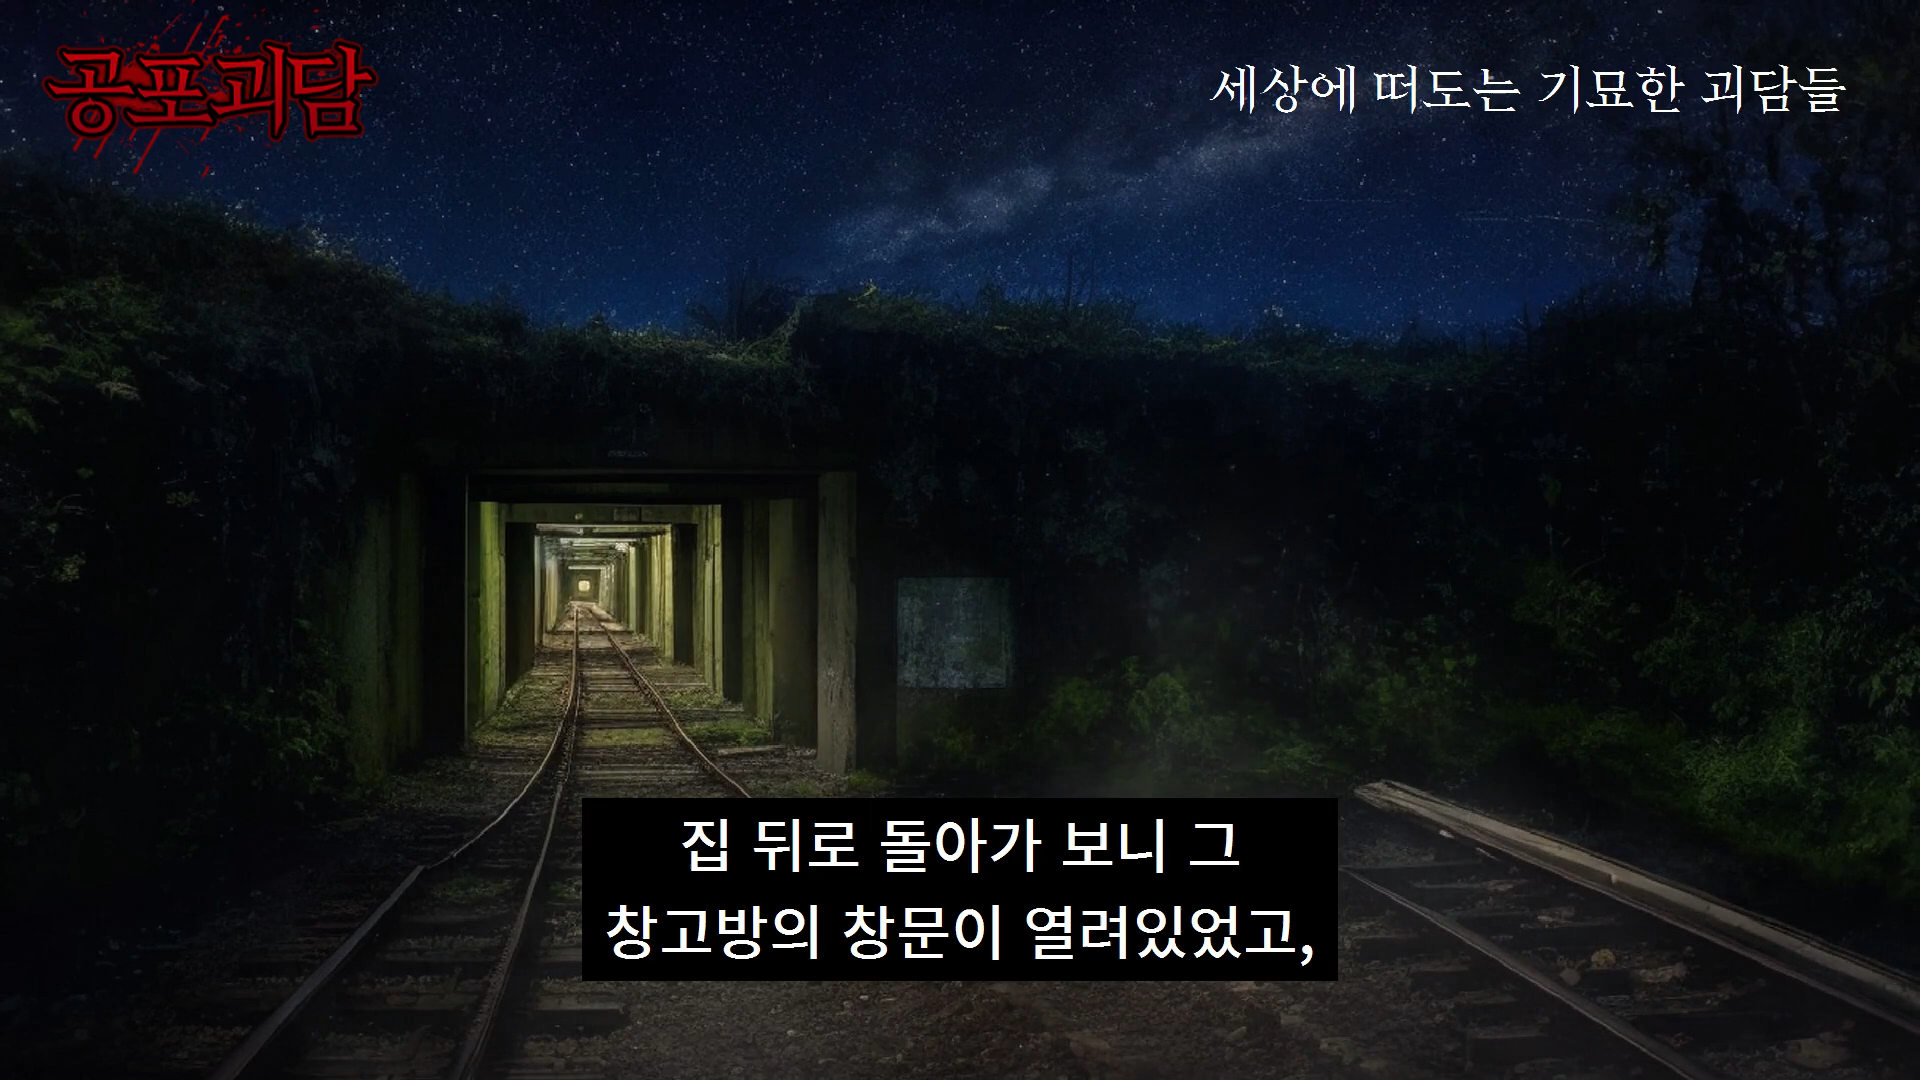 공포괴담
세상에 떠도는 기묘한 괴담들
집 뒤로 돌아가 보니 그
창고방의 창문이 열려있었고,